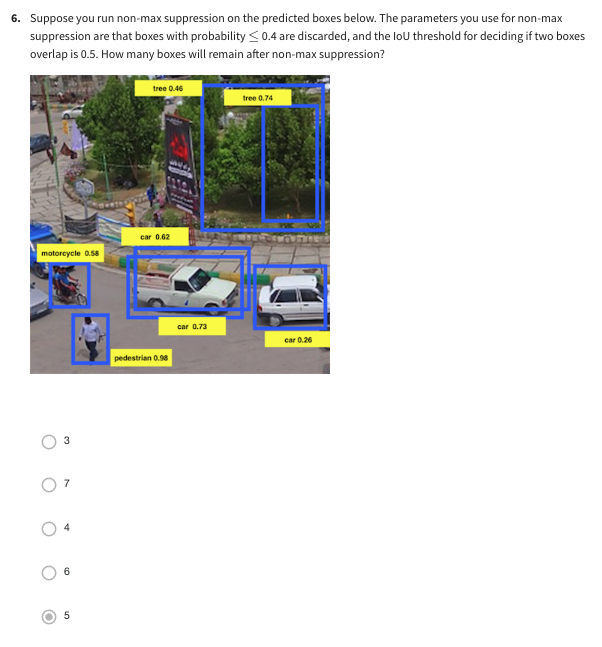 6. Suppose you run non-max suppression on the predicted boxes below. The parameters you use for non-max
suppression are that boxes with probability ≤ 0.4 are discarded, and the IoU threshold for deciding if two boxes
overlap is 0.5. How many boxes will remain after non-max suppression?
tree 0.46
tree 0.74
car 0.62
motorcycle 0.58
car 0.73
car 0.26
pedestrian 0.98
3
7
4
6
5